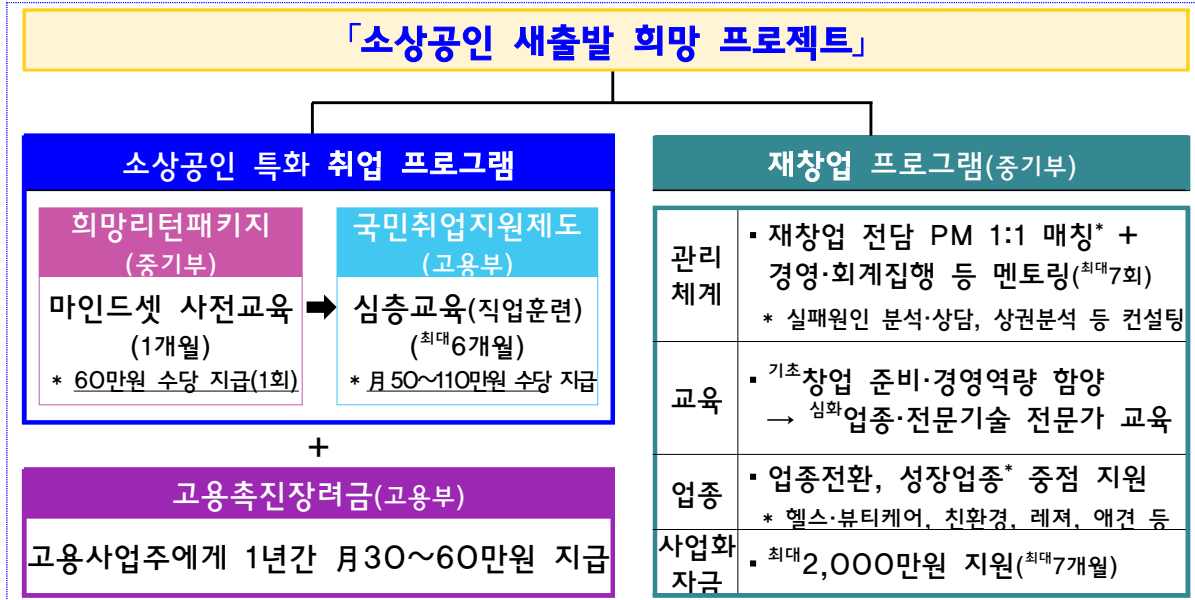 「소상공인 새출발 희망 프로젝트」
소상공인 특화 취업 프로그램
희망리턴패키지
(중기부)
마인드셋 사전교육
(1개월)
* 60만원 수당 지급(1회)
➡
국민취업지원제도
(고용부)
심층교육(직업훈련)
(최대6개월)
* 月50~110만원 수당 지급
+
고용촉진장려금(고용부)
고용사업주에게 1년간 月30~60만원 지급
재창업 프로그램(중기부)
관리
체계
▪ 재창업 전담 PM 1:1 매칭* +
경영·회계집행 등 멘토링(최대7회)
* 실패원인 분석·상담, 상권분석 등 컨설팅
교육
▪ 기초창업 준비·경영역량 함양
→ 심화업종·전문기술 전문가 교육
업종
▪ 업종전환, 성장업종* 중점 지원
* 헬스·뷰티케어, 친환경, 레져, 애견 등
사업화
자금
▪ 최대2,000만원 지원(최대7개월)